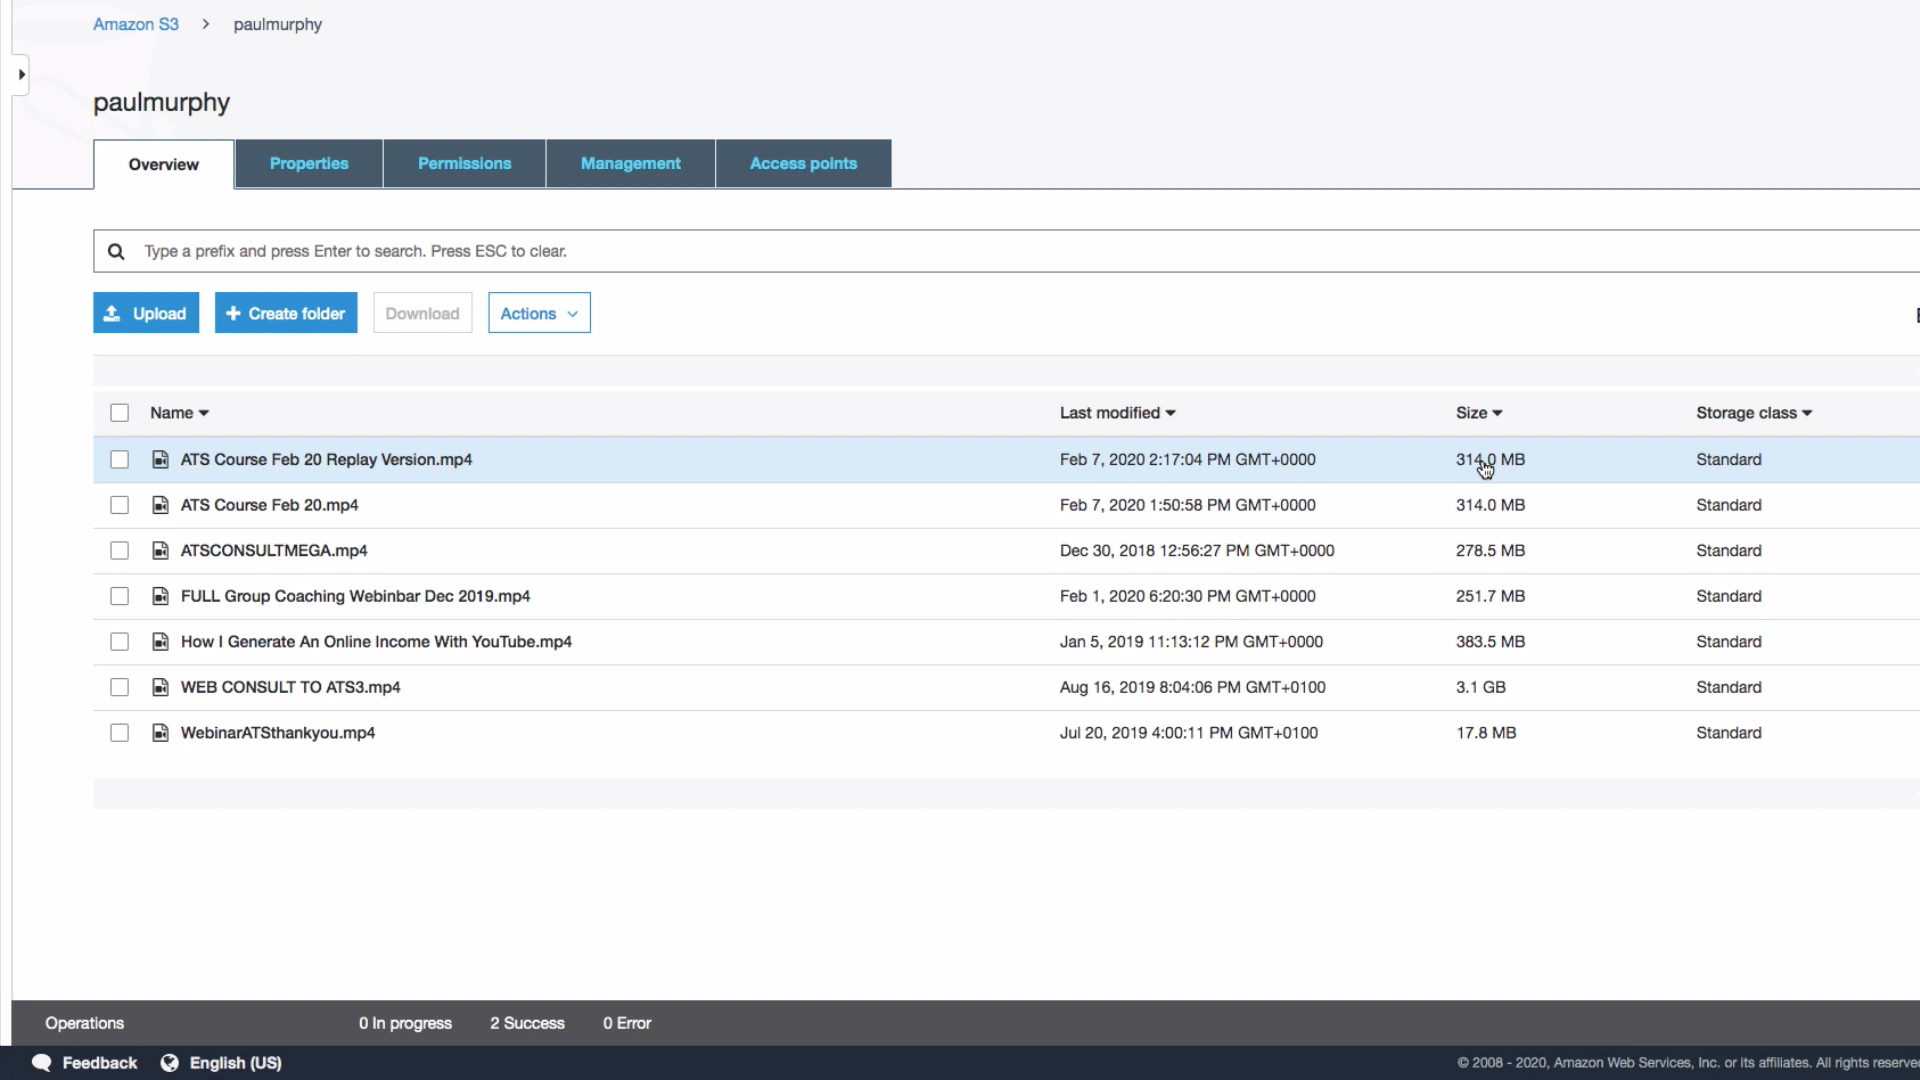 Amazon S3 > paulmurphy
paulmurphy
Overview Properties Permissions Management Access points
Type a prefix and press Enter to search. Press ESC to clear.
Upload + Create folder Download Actions
Name Last modified Size Storage class
ATS Course Feb 20 Replay Version.mp4 Feb 7, 2020 2:17:04 PM GMT+0000 314.0 MB Standard
ATS Course Feb 20.mp4 Feb 7, 2020 1:50:58 PM GMT+0000 314.0 MB Standard
ATSCONSULTMEGA.mp4 Dec 30, 2018 12:56:27 PM GMT+0000 278.5 MB Standard
FULL Group Coaching Webinbar Dec 2019.mp4 Feb 1, 2020 6:20:30 PM GMT+0000 251.7 MB Standard
How I Generate An Online Income With YouTube.mp4 Jan 5, 2019 11:13:12 PM GMT+0000 383.5 MB Standard
WEB CONSULT TO ATS3.mp4 Aug 16, 2019 8:04:06 PM GMT+0100 3.1 GB Standard
WebinarATSthankyou.mp4 Jul 20, 2019 4:00:11 PM GMT+0100 17.8 MB Standard
Operations 0 In progress 2 Success 0 Error
Feedback English (US) © 2008 - 2020, Amazon Web Services, Inc. or its affiliates. All rights reserve